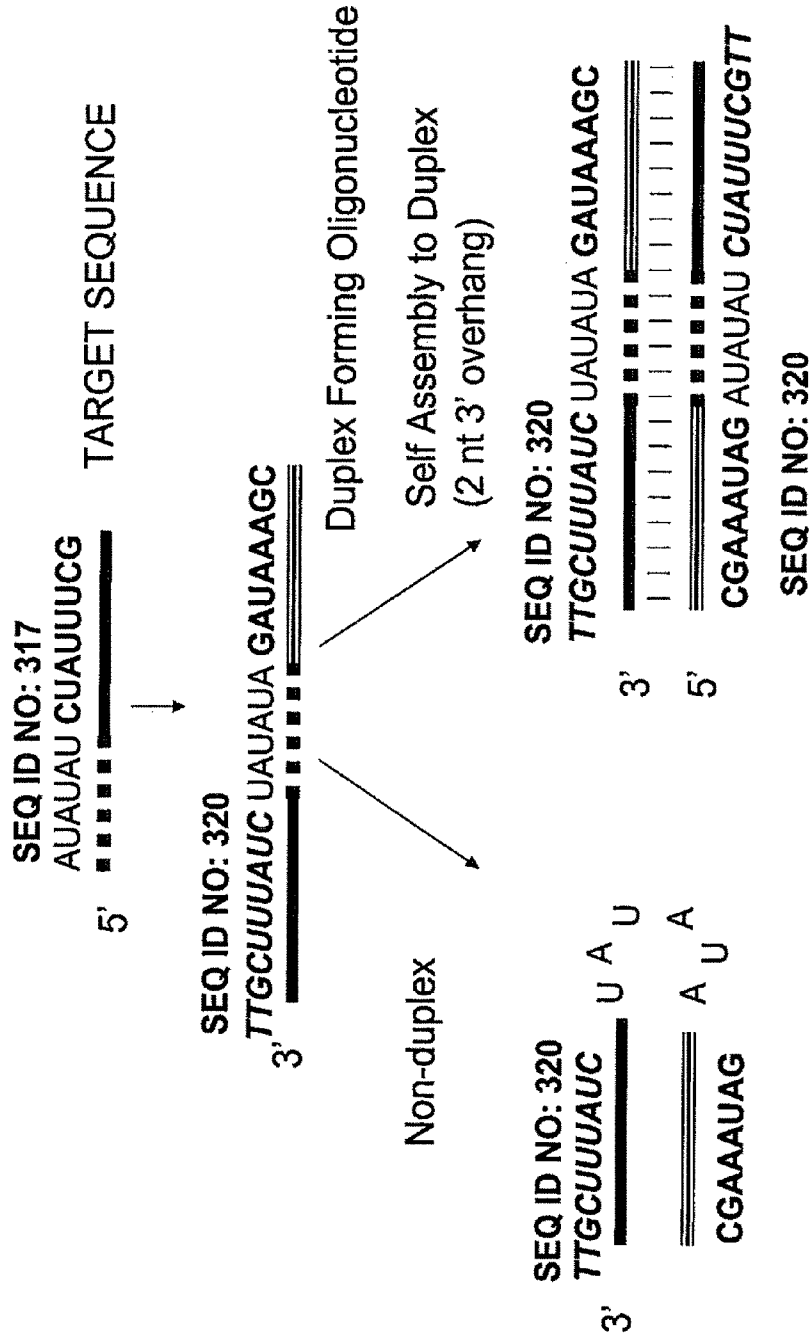 SEQ ID NO: 317
AUAUAU CUAUUUCG
5'
TARGET SEQUENCE
SEQ ID NO: 320
TTGCUUUAUC UAUAUA GAUAAAGC
3'
Duplex Forming Oligonucleotide
Non-duplex
Self Assembly to Duplex
(2 nt 3' overhang)
SEQ ID NO: 320
TTGCUUUAUC
3'
U A U
A U A
CGAAAUAG
SEQ ID NO: 320
TTGCUUUAUC UAUAUA GAUAAAGC
3'
5'
CGAAAUAG AUAUAU CUAUUUCGTT
SEQ ID NO: 320